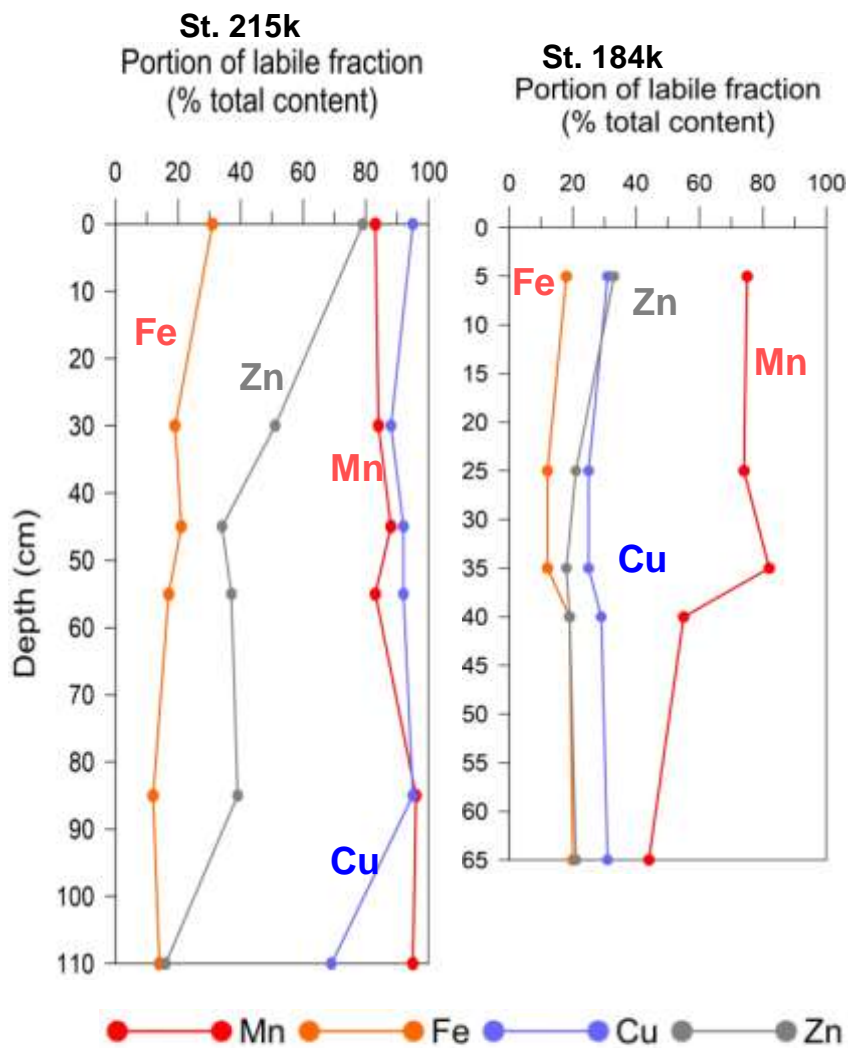 St. 215k
Portion of labile fraction
(% total content)
0 20 40 60 80 100
0
10
20
30
40
50
60
70
80
90
100
110
Depth (cm)
Fe
Zn
Mn
Cu
St. 184k
Portion of labile fraction
(% total content)
0 20 40 60 80 100
0
5
10
15
20
25
30
35
40
45
50
55
60
65
Fe
Zn
Mn
Cu
Mn Fe Cu Zn